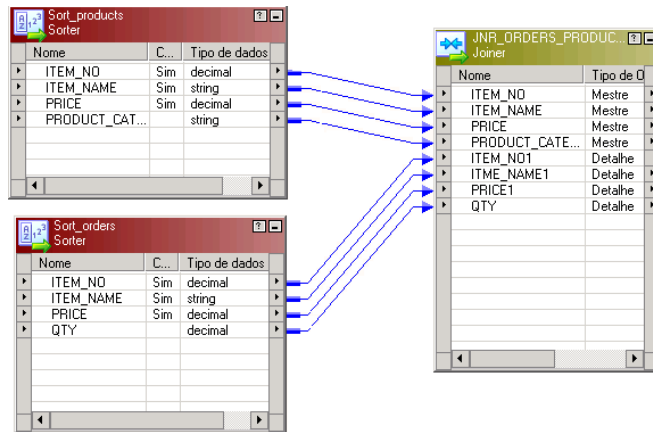 Sort_products
Sorter
Nome C... Tipo de dados
ITEM_NO Sim decimal
ITEM_NAME Sim string
PRICE Sim decimal
PRODUCT_CAT... string
JNR_ORDERS_PRODUC...
Joiner
Nome Tipo de O
ITEM_NO Mestre
ITEM_NAME Mestre
PRICE Mestre
PRODUCT_CATE... Mestre
ITEM_NO1 Detalhe
ITME_NAME1 Detalhe
PRICE1 Detalhe
QTY Detalhe
Sort_orders
Sorter
Nome C... Tipo de dados
ITEM_NO Sim decimal
ITEM_NAME Sim string
PRICE Sim decimal
QTY decimal